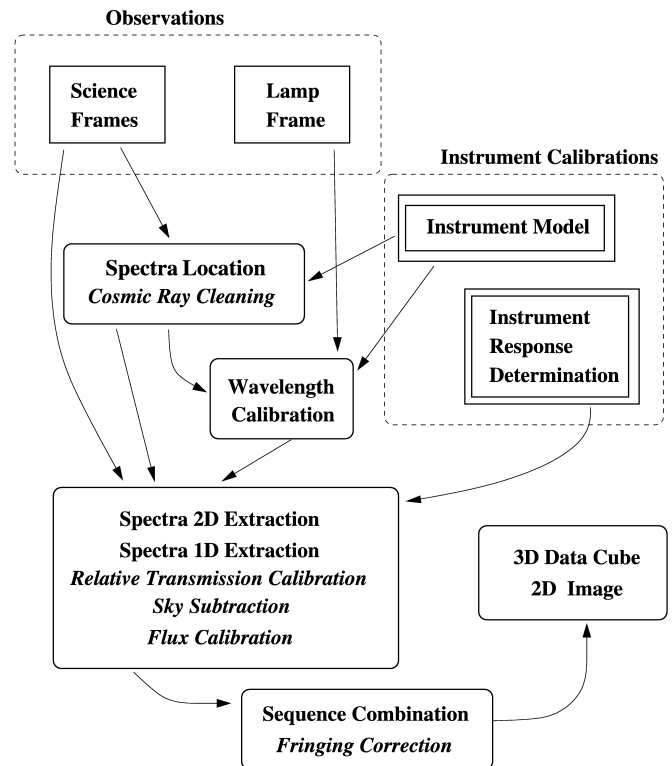 Observations
Science
Frames
Lamp
Frame
Instrument Calibrations
Instrument Model
Spectra Location
Cosmic Ray Cleaning
Instrument
Response
Determination
Wavelength
Calibration
Spectra 2D Extraction
Spectra 1D Extraction
Relative Transmission Calibration
Sky Subtraction
Flux Calibration
3D Data Cube
2D Image
Sequence Combination
Fringing Correction